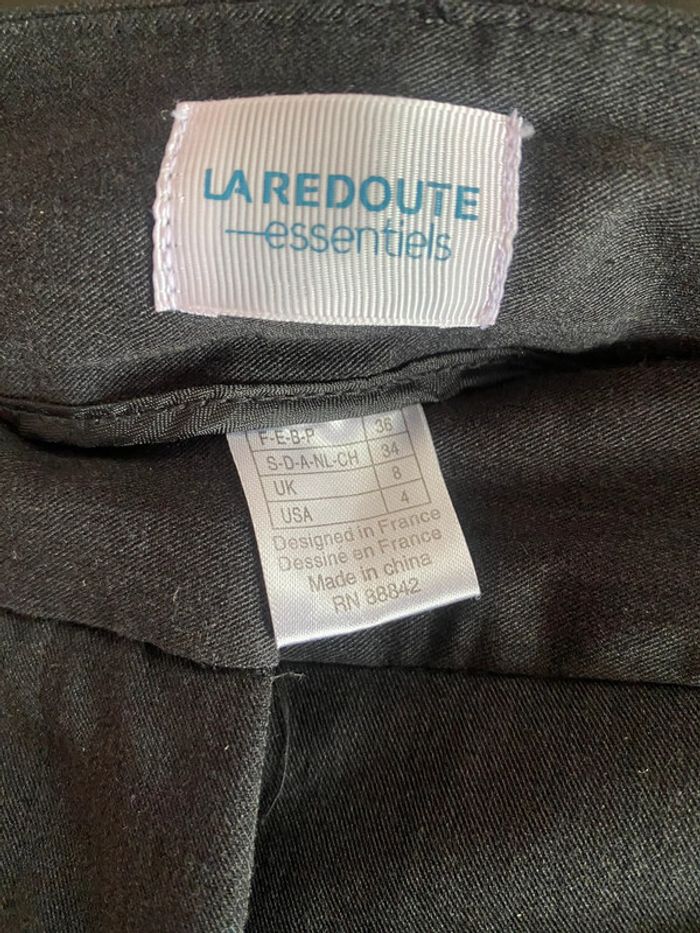 LA REDOUTE
essentiels
F-E-B-P 36
S-D-A-NL-CH 34
UK 8
USA 4
Designed in France
Dessine en France
Made in china
RN 88842